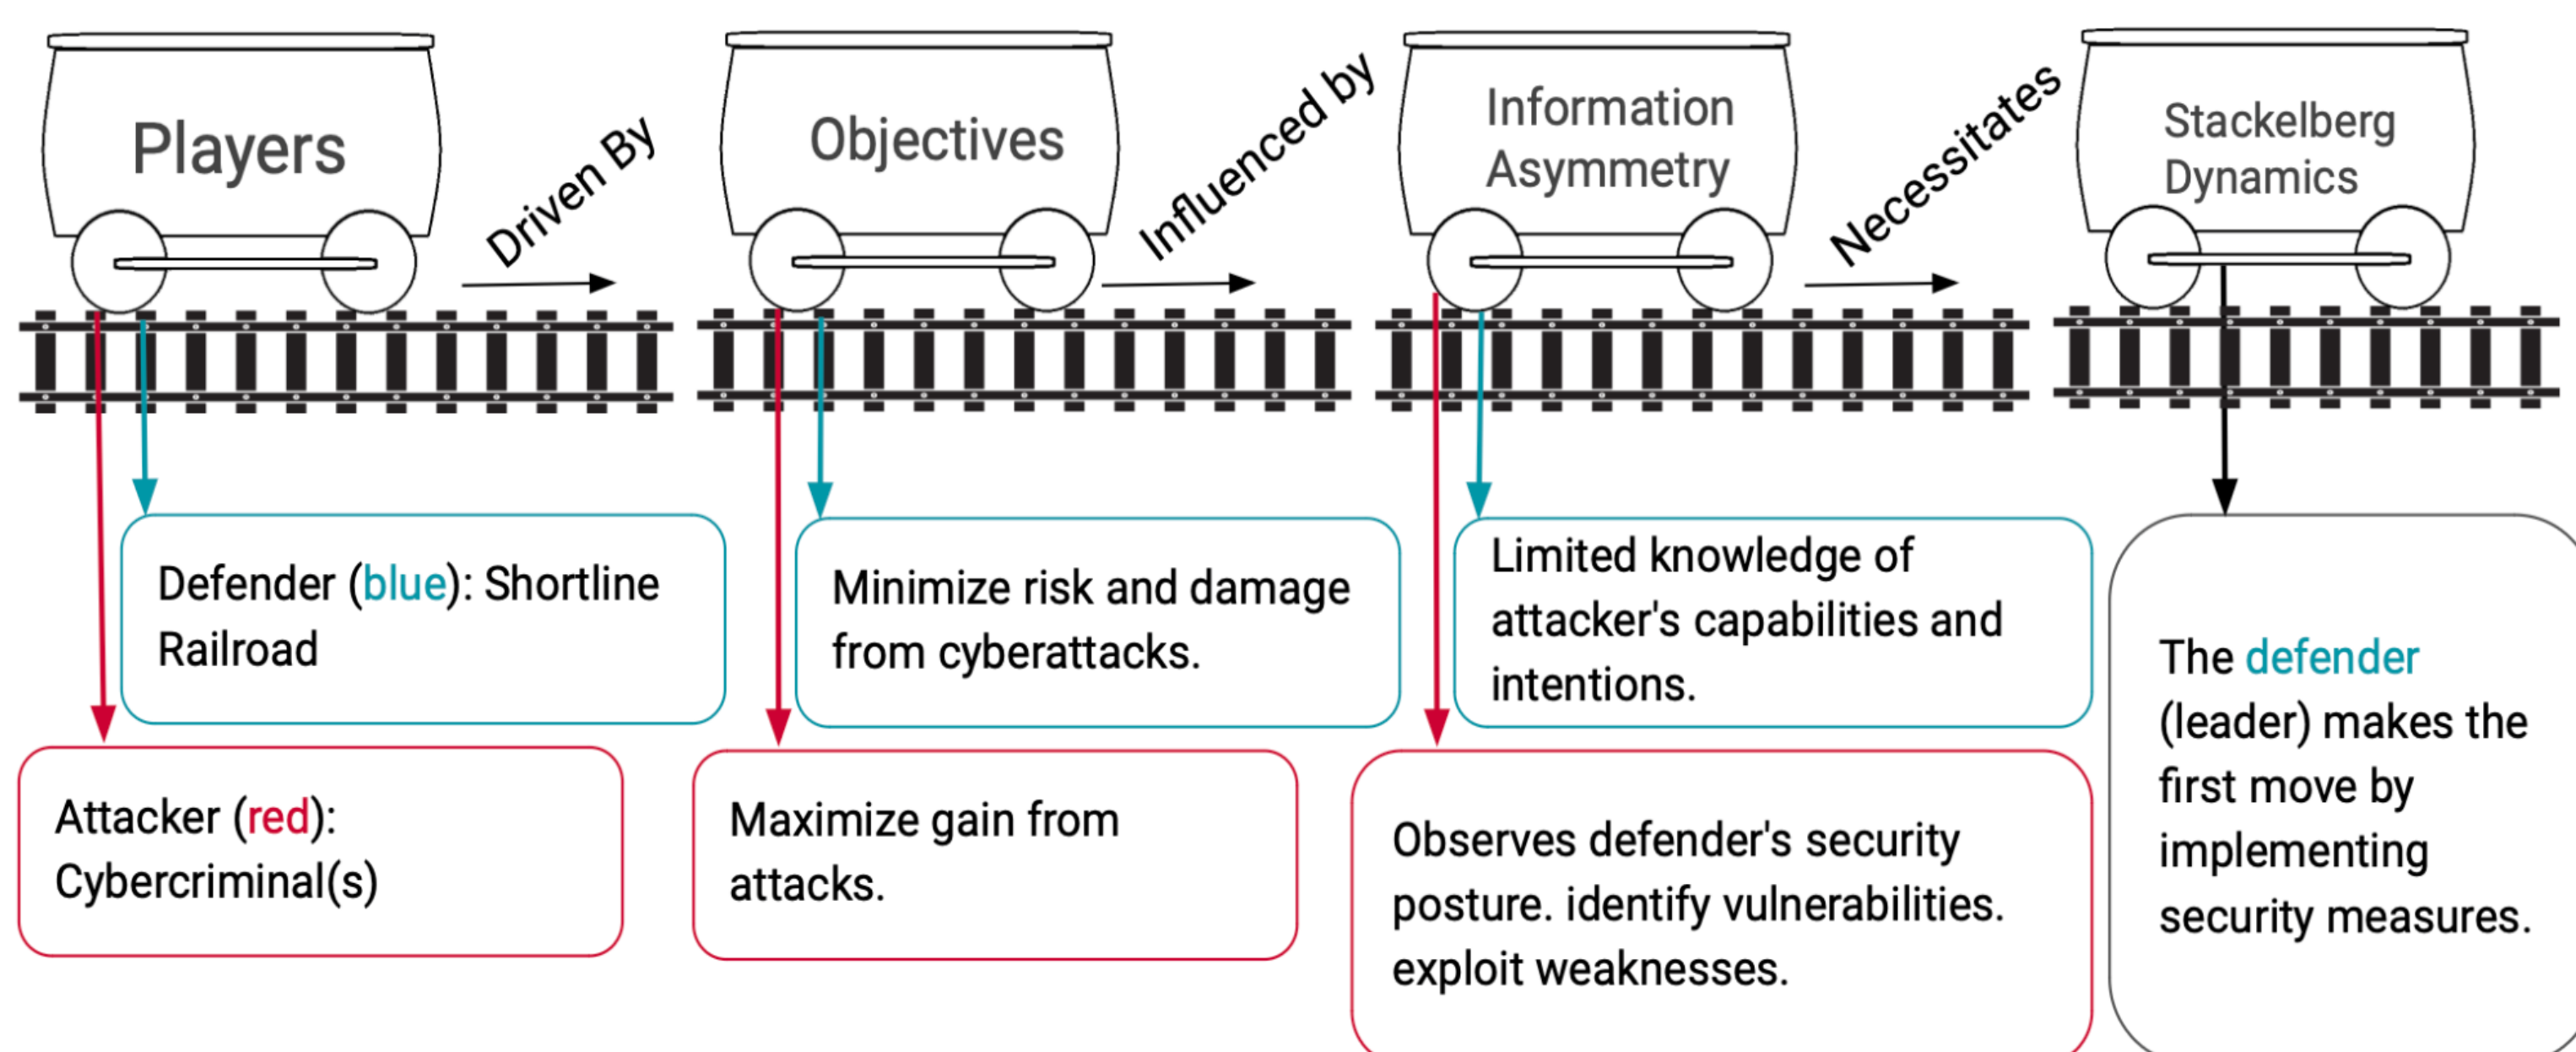 Players
Driven By
Objectives
Influenced by
Information
Asymmetry
Necessitates
Stackelberg
Dynamics
Defender (blue): Shortline
Railroad
Attacker (red):
Cybercriminal(s)
Minimize risk and damage
from cyberattacks.
Maximize gain from
attacks.
Limited knowledge of
attacker's capabilities and
intentions.
Observes defender's security
posture. identify vulnerabilities.
exploit weaknesses.
The defender
(leader) makes the
first move by
implementing
security measures.